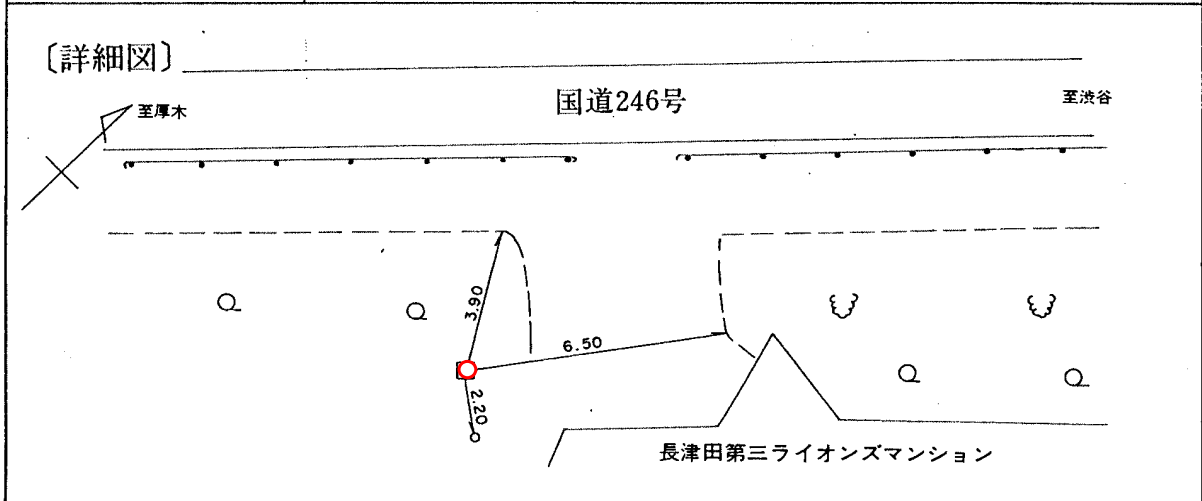 〔詳細図〕
至厚木
国道246号
至渋谷
3.90
6.50
2.20
長津田第三ライオンズマンション